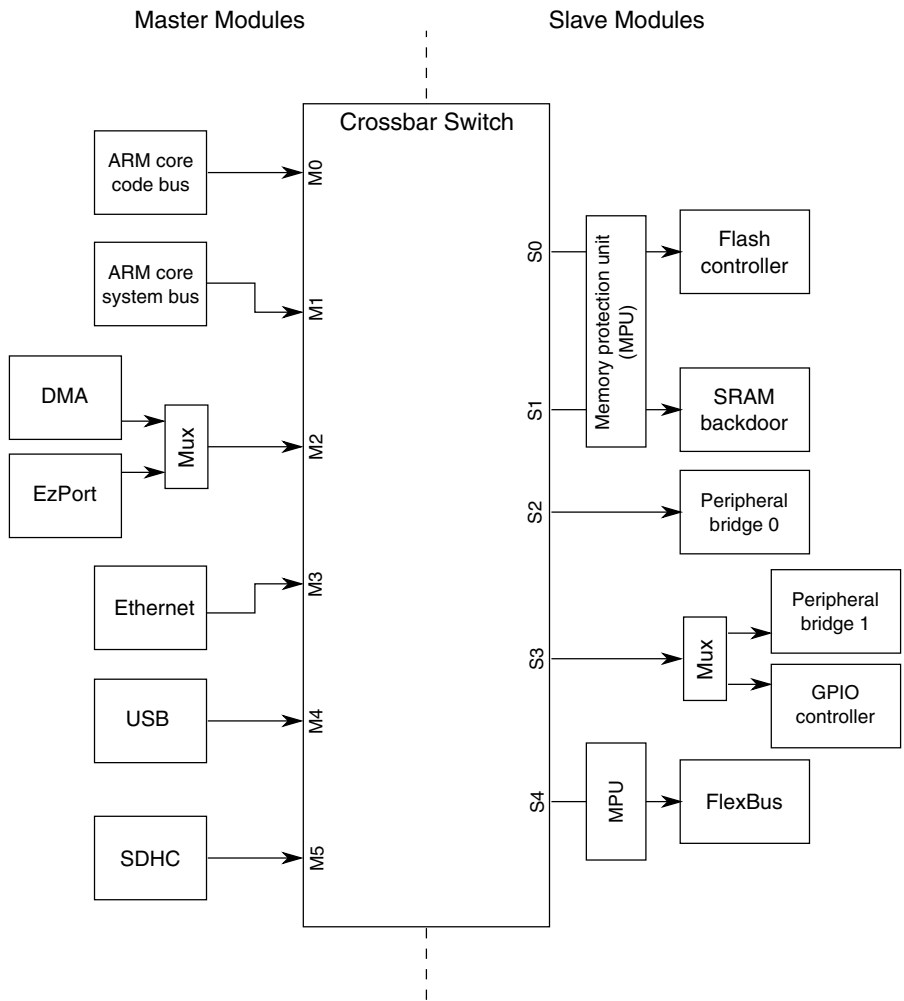 Master Modules
Slave Modules
Crossbar Switch
ARM core
code bus
M0
ARM core
system bus
M1
DMA
EzPort
Mux
M2
Ethernet
M3
USB
M4
SDHC
M5
S0
Memory protection unit
(MPU)
Flash
controller
S1
SRAM
backdoor
S2
Peripheral
bridge 0
S3
Mux
Peripheral
bridge 1
GPIO
controller
S4
MPU
FlexBus